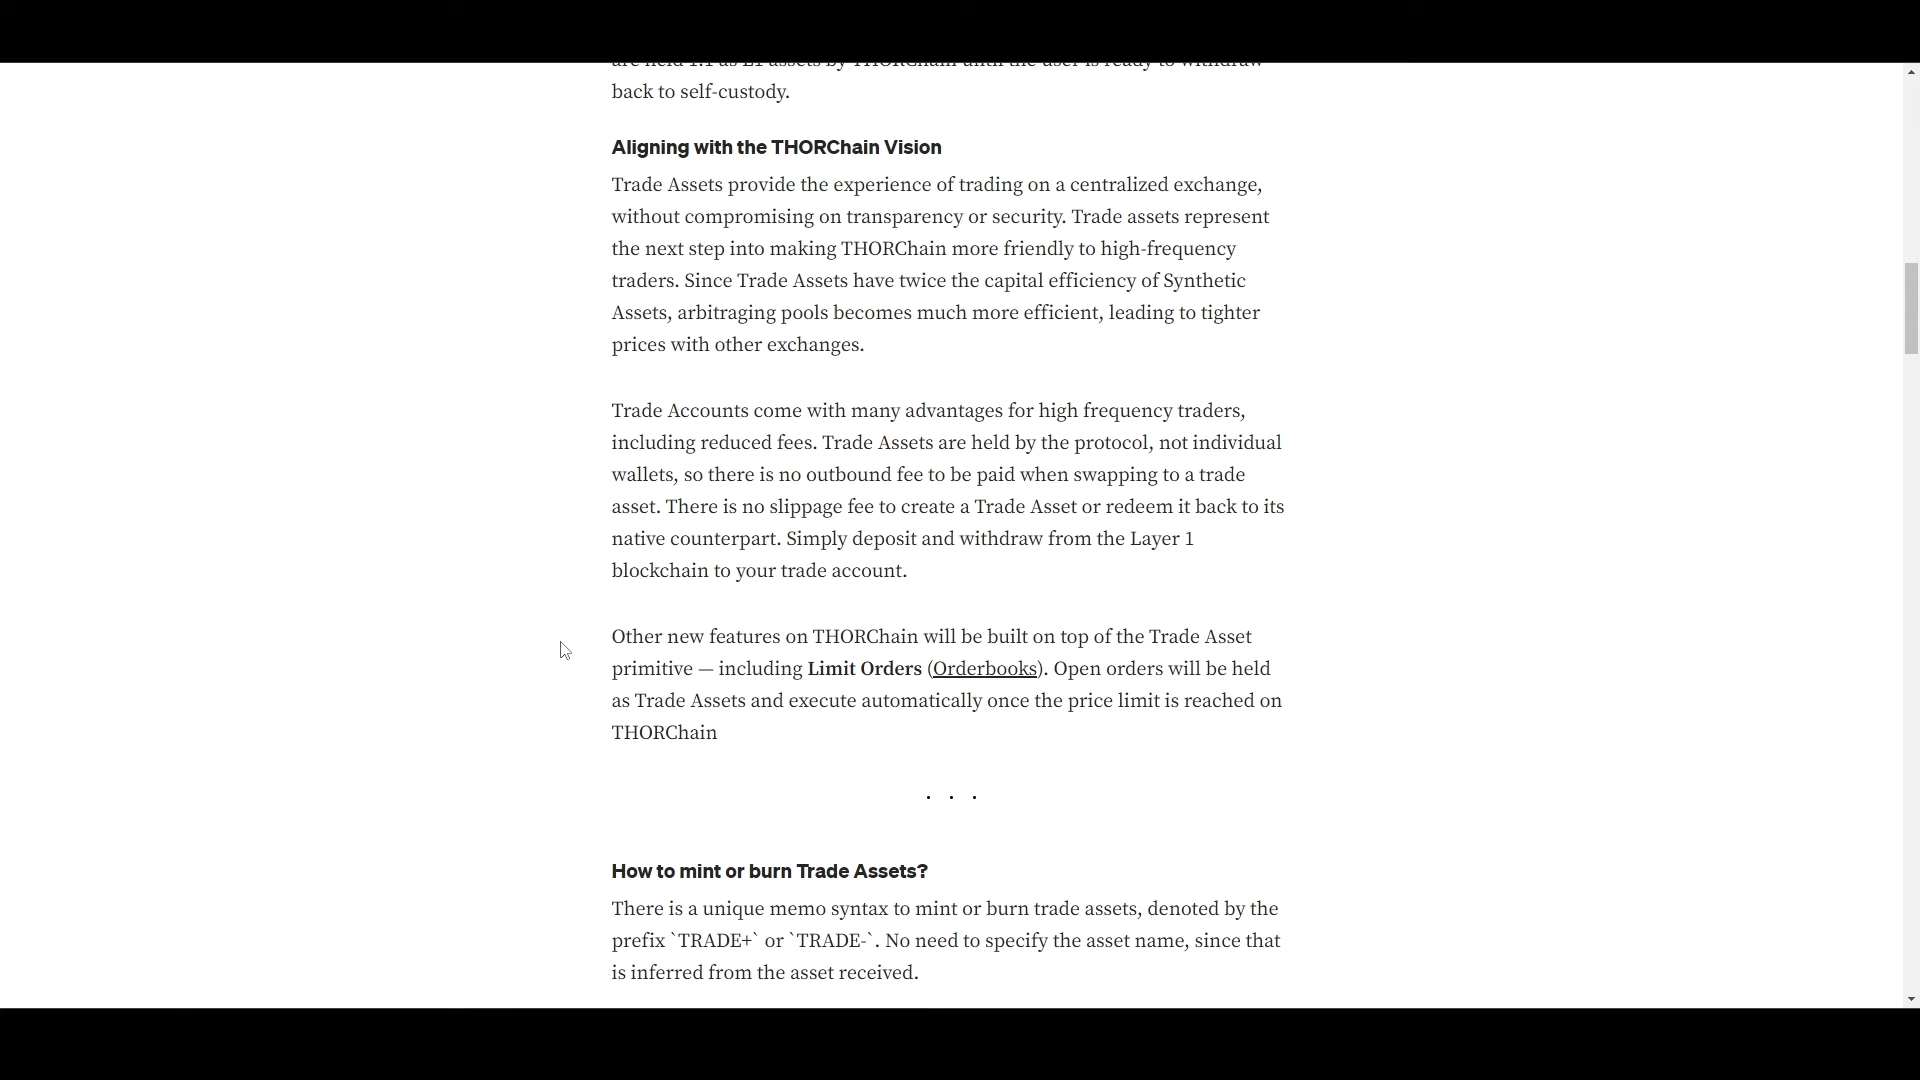 back to self-custody.
Aligning with the THORChain Vision
Trade Assets provide the experience of trading on a centralized exchange,
without compromising on transparency or security. Trade assets represent
the next step into making THORChain more friendly to high-frequency
traders. Since Trade Assets have twice the capital efficiency of Synthetic
Assets, arbitraging pools becomes much more efficient, leading to tighter
prices with other exchanges.
Trade Accounts come with many advantages for high frequency traders,
including reduced fees. Trade Assets are held by the protocol, not individual
wallets, so there is no outbound fee to be paid when swapping to a trade
asset. There is no slippage fee to create a Trade Asset or redeem it back to its
native counterpart. Simply deposit and withdraw from the Layer 1
blockchain to your trade account.
Other new features on THORChain will be built on top of the Trade Asset
primitive — including Limit Orders (Orderbooks). Open orders will be held
as Trade Assets and execute automatically once the price limit is reached on
THORChain
. . .
How to mint or burn Trade Assets?
There is a unique memo syntax to mint or burn trade assets, denoted by the
prefix `TRADE+` or `TRADE-`. No need to specify the asset name, since that
is inferred from the asset received.